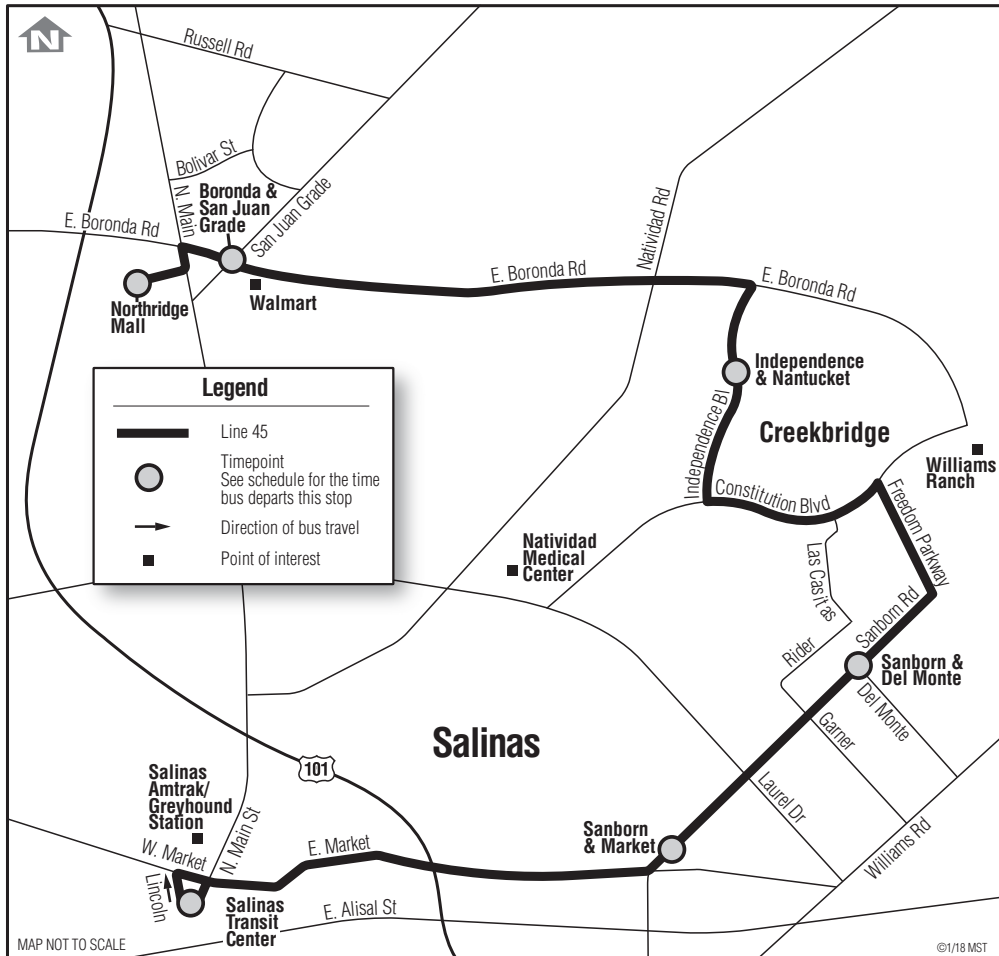 N
Russell Rd
Bolivar St
N. Main
Boronda &
San Juan
Grade
San Juan Grade
Natividad Rd
E. Boronda Rd
E. Boronda Rd
E. Boronda Rd
Walmart
Northridge
Mall
Independence
& Nantucket
Legend
Line 45
Timepoint
See schedule for the time
bus departs this stop
Direction of bus travel
Point of interest
Independence Bl
Creekbridge
Williams
Ranch
Constitution Blvd
Freedom Parkway
Natividad
Medical
Center
Las Casitas
Sanborn Rd
Rider
Sanborn &
Del Monte
Del Monte
Garner
Salinas
101
Salinas
Amtrak/
Greyhound
Station
N. Main St
Laurel Dr
Sanborn
& Market
Williams Rd
W. Market
E. Market
Lincoln
Salinas
Transit
Center
E. Alisal St
MAP NOT TO SCALE
©1/18 MST